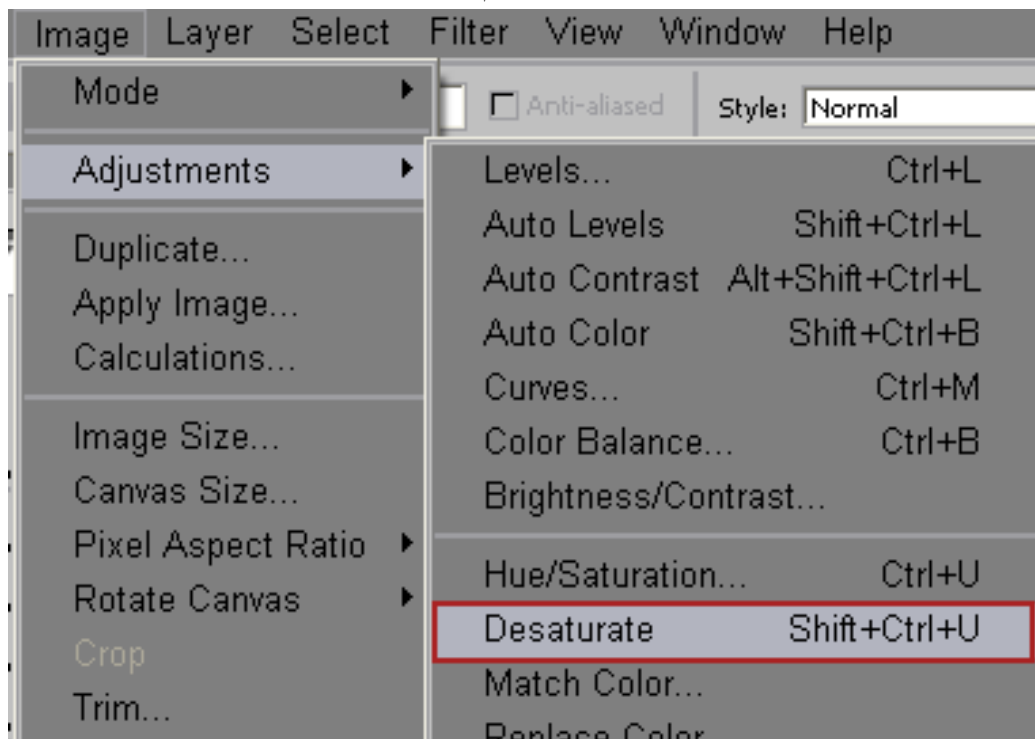 Image Layer Select Filter View Window Help
Mode
Anti-aliased Style: Normal
Adjustments
Duplicate...
Apply Image...
Calculations...
Image Size...
Canvas Size...
Pixel Aspect Ratio
Rotate Canvas
Crop
Trim...
Levels... Ctrl+L
Auto Levels Shift+Ctrl+L
Auto Contrast Alt+Shift+Ctrl+L
Auto Color Shift+Ctrl+B
Curves... Ctrl+M
Color Balance... Ctrl+B
Brightness/Contrast...
Hue/Saturation... Ctrl+U
Desaturate Shift+Ctrl+U
Match Color...
Replace Color